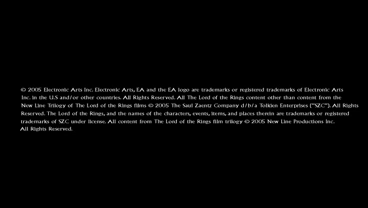 © 2005 Electronic Arts Inc. Electronic Arts, EA and the EA logo are trademarks or registered trademarks of Electronic Arts
Inc. in the U.S and/or other countries. All Rights Reserved. All The Lord of the Rings content other than content from the
New Line Trilogy of The Lord of the Rings films © 2005 The Saul Zaentz Company d/b/a Tolkien Enterprises ("SZC"). All Rights
Reserved. The Lord of the Rings, and the names of the characters, events, items, and places therein are trademarks or registered
trademarks of SZC under license. All content from The Lord of the Rings film trilogy © 2005 New Line Productions Inc.
All Rights Reserved.